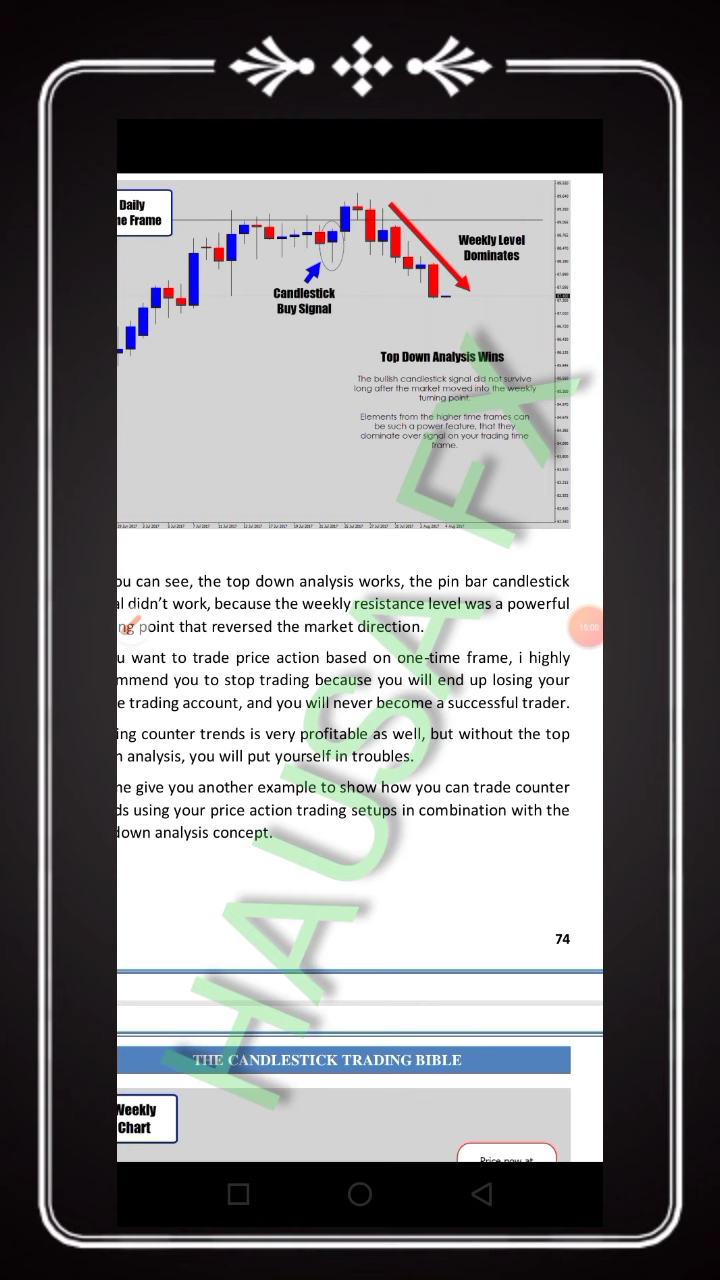 Daily
ne Frame
Weekly Level
Dominates
Candlestick
Buy Signal
Top Down Analysis Wins
The bullish candlestick signal did not survive
long after the market moved into the weekly
turning point.
Elements from the higher time frames can
be such a power feature, that they
dominate over signal on your trading time
frame.
ou can see, the top down analysis works, the pin bar candlestick
al didn't work, because the weekly resistance level was a powerful
ng point that reversed the market direction.
16:00
u want to trade price action based on one-time frame, i highly
mmend you to stop trading because you will end up losing your
e trading account, and you will never become a successful trader.
ing counter trends is very profitable as well, but without the top
n analysis, you will put yourself in troubles.
me give you another example to show how you can trade counter
ds using your price action trading setups in combination with the
down analysis concept.
HAUSA FX
74
THE CANDLESTICK TRADING BIBLE
Weekly
Chart
Price now at